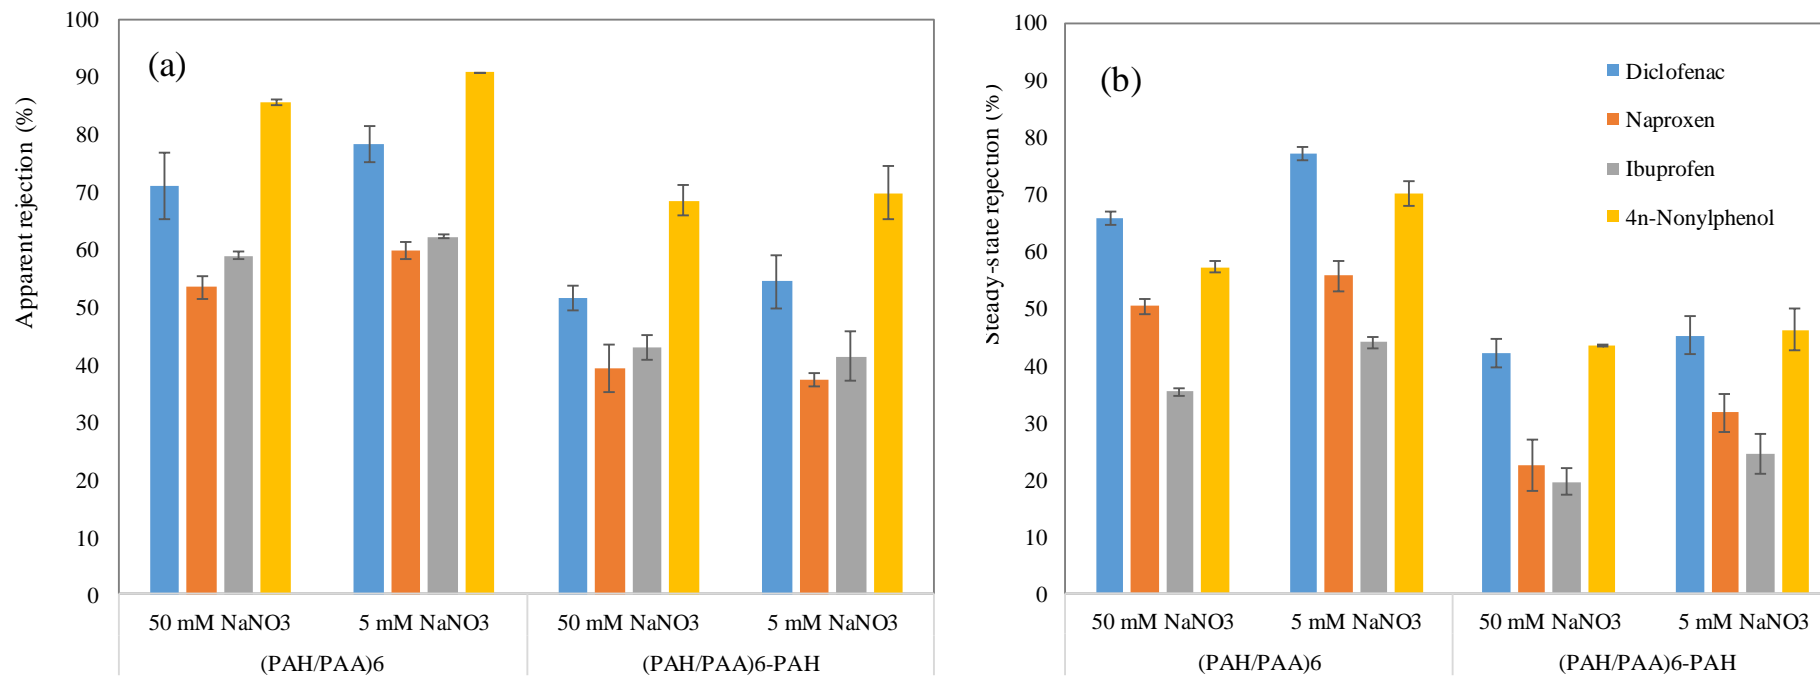 Apparent rejection (%)
100
90
80
70
60
50
40
30
20
10
0
(a)
50 mM NaNO3
5 mM NaNO3
50 mM NaNO3
5 mM NaNO3
(PAH/PAA)6
(PAH/PAA)6-PAH
Steady-state rejection (%)
100
90
80
70
60
50
40
30
20
10
0
(b)
Diclofenac
Naproxen
Ibuprofen
4n-Nonylphenol
50 mM NaNO3
5 mM NaNO3
50 mM NaNO3
5 mM NaNO3
(PAH/PAA)6
(PAH/PAA)6-PAH